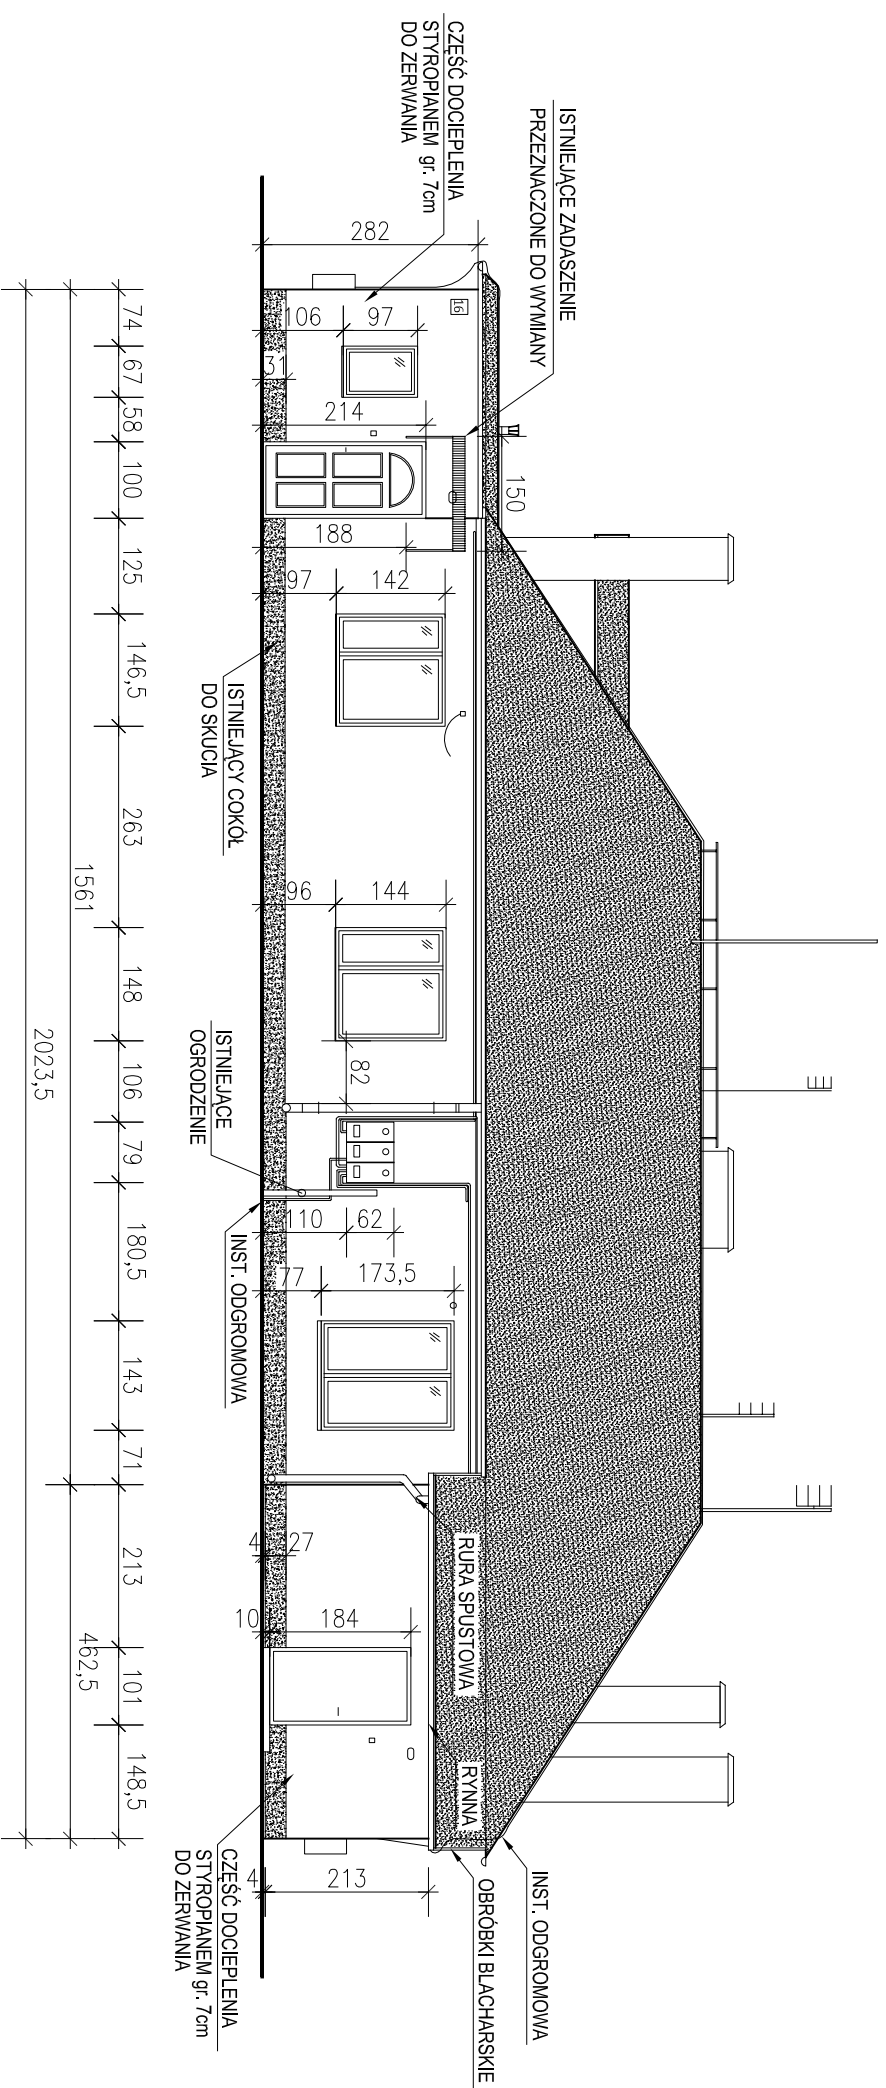 CZĘŚĆ DOCIEPLENIA
STYROPIANEM gr. 7cm
DO ZERWANIA
ISTNIEJĄCE ZADASZENIE
PRZEZNACZONE DO WYMIANY
INST. ODGROMOWA
OBRÓBKI BLACHARSKIE
RURA SPUSTOWA
RYNNA
282
16
106
97
31
214
150
188
97
142
96
144
82
110
62
77
173,5
4
27
10
184
4
213
ISTNIEJĄCY COKÓŁ
DO SKUCIA
ISTNIEJĄCE
OGRODZENIE
INST. ODGROMOWA
CZĘŚĆ DOCIEPLENIA
STYROPIANEM gr. 7cm
DO ZERWANIA
74
67
58
100
125
146,5
263
148
106
79
180,5
143
71
213
101
148,5
1561
462,5
2023,5